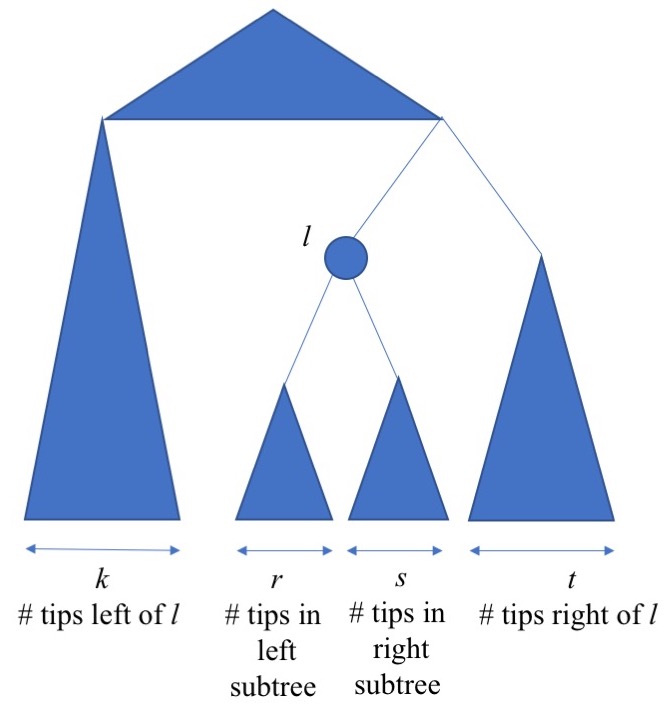 l
k
# tips left of l
r
# tips in
left
subtree
s
# tips in
right
subtree
t
# tips right of l